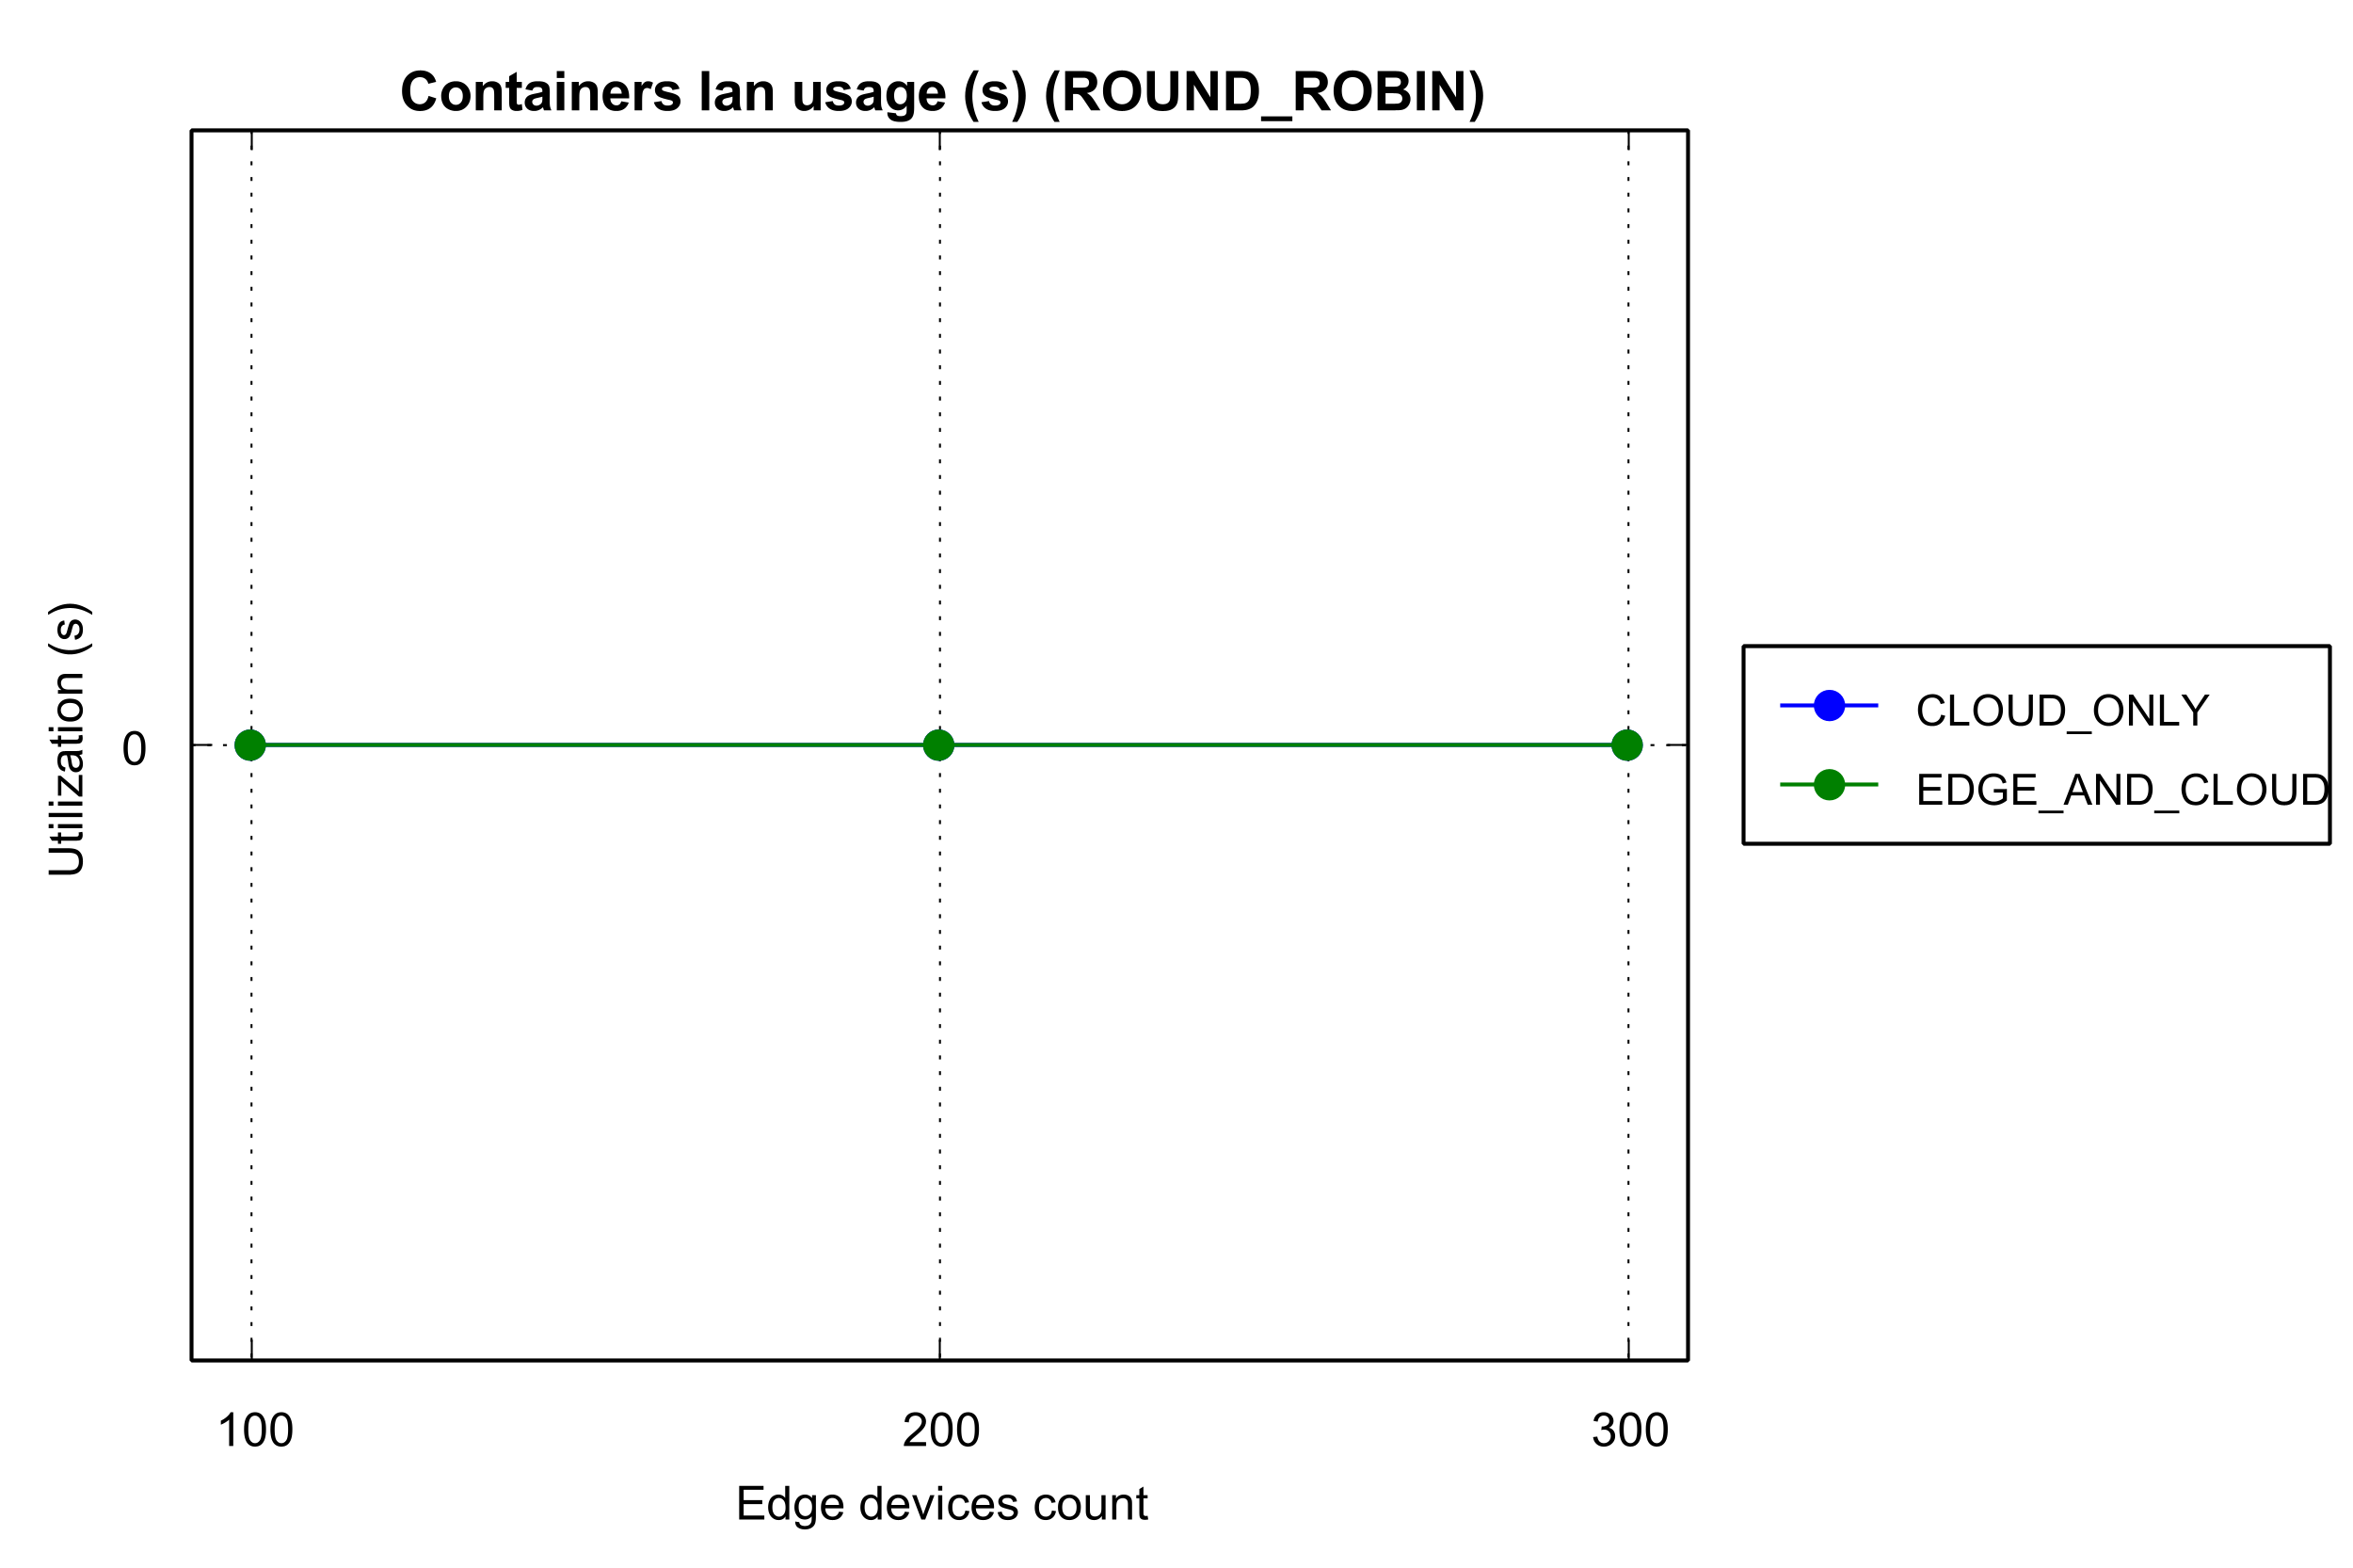 Containers lan usage (s) (ROUND_ROBIN)
Utilization (s)
0
CLOUD_ONLY
EDGE_AND_CLOUD
100 200 300
Edge devices count